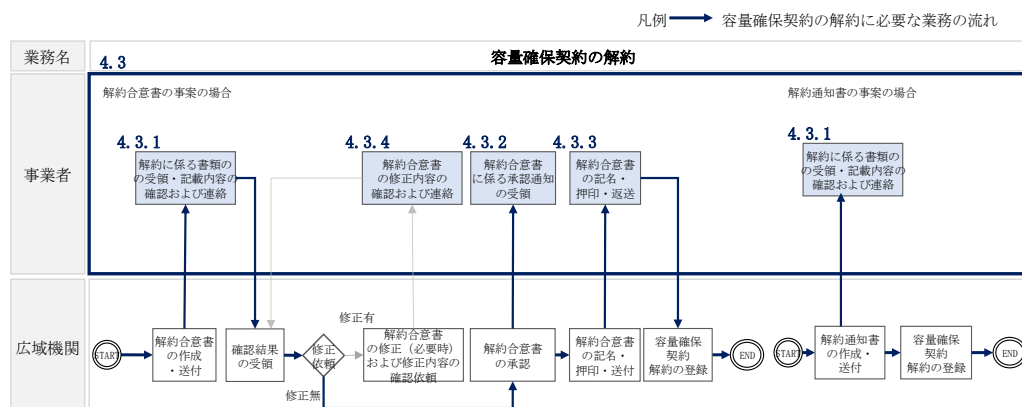 凡例
容量確保契約の解約に必要な業務の流れ
業務名
4.3
容量確保契約の解約
事業者
解約合意書の事案の場合
解約通知書の事案の場合
4.3.1
解約に係る書類の
の受領・記載内容の
確認および連絡
4.3.4
解約合意書
の修正内容の
確認および連絡
4.3.2
解約合意書
に係る承認通知
の受領
4.3.3
解約合意書
の記名・
押印・返送
4.3.1
解約に係る書類の
の受領・記載内容の
確認および連絡
広域機関
START
解約合意書
の作成
・送付
確認結果
の受領
修正
依頼
修正有
修正無
解約合意書
の修正（必要時）
および修正内容の
確認依頼
解約合意書
の承認
解約合意書
の記名・
押印・送付
容量確保
契約
解約の登録
END
START
解約通知書
の作成・
送付
容量確保
契約
解約の登録
END